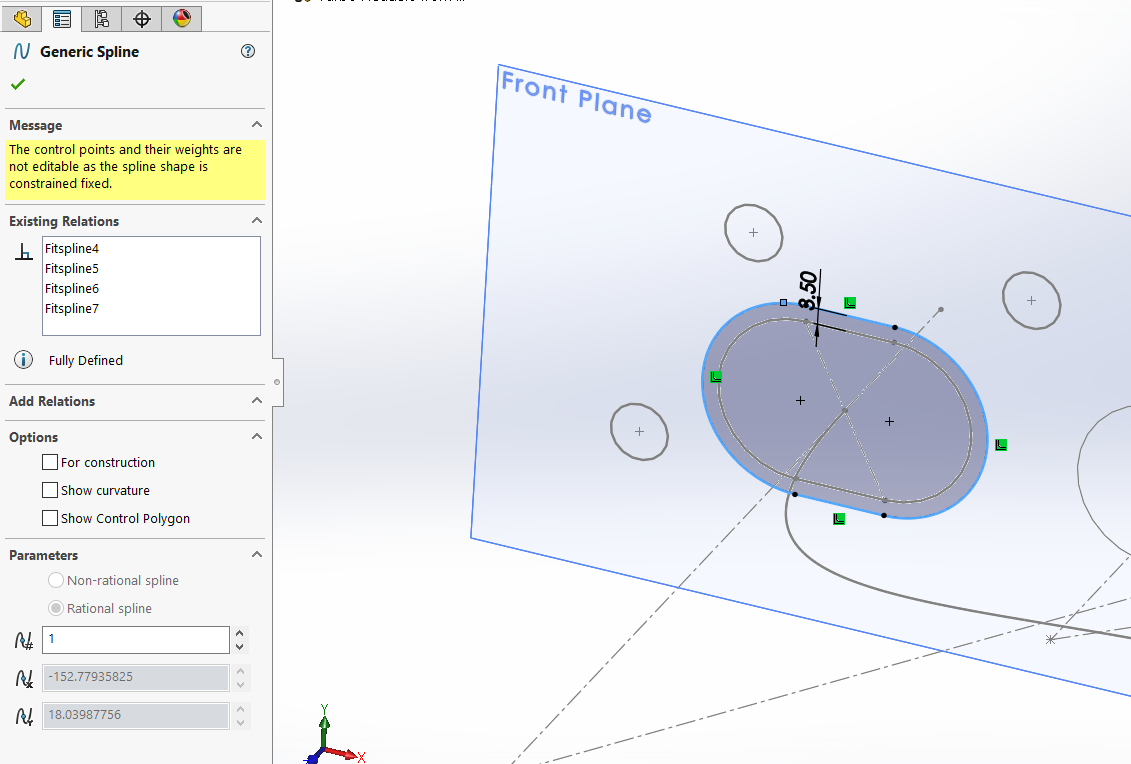 Generic Spline
Message
The control points and their weights are
not editable as the spline shape is
constrained fixed.
Existing Relations
Fitspline4
Fitspline5
Fitspline6
Fitspline7
Fully Defined
Add Relations
Options
For construction
Show curvature
Show Control Polygon
Parameters
Non-rational spline
Rational spline
1
-152.77935825
18.03987756
Front Plane
8.50
Y
X